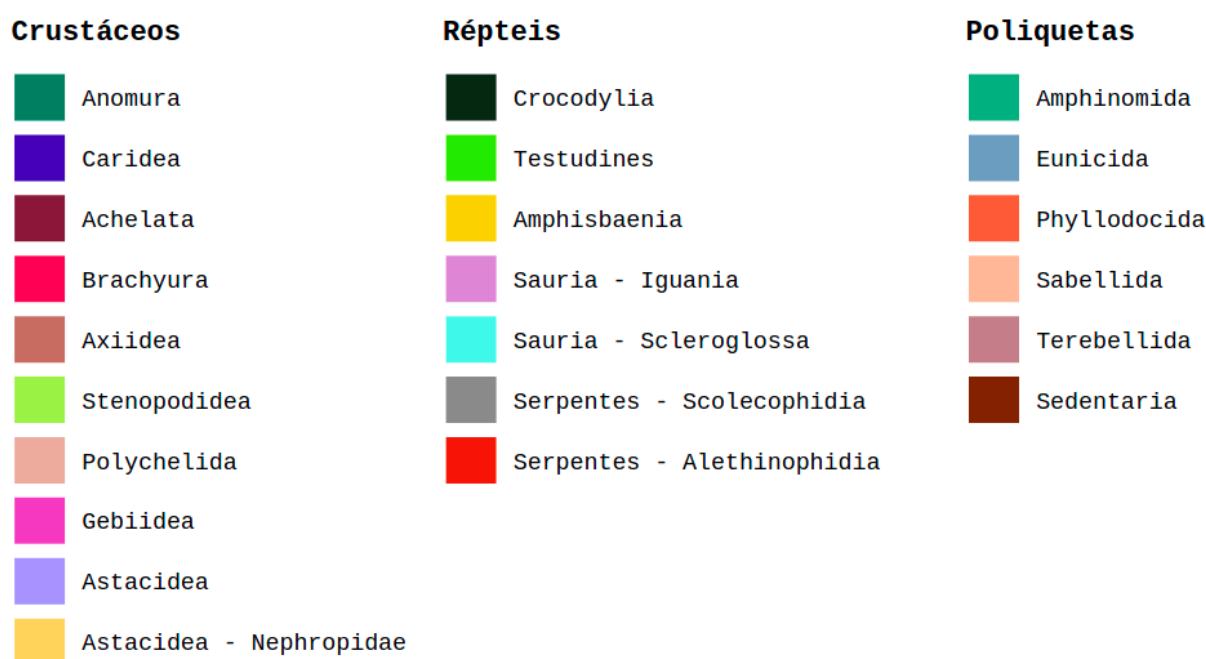 Crustáceos
Anomura
Caridea
Achelata
Brachyura
Axiidea
Stenopodidea
Polychelida
Gebiidea
Astacidea
Astacidea - Nephropidae
Répteis
Crocodylia
Testudines
Amphisbaenia
Sauria - Iguania
Sauria - Scleroglossa
Serpentes - Scolecophidia
Serpentes - Alethinophidia
Poliquetas
Amphinomida
Eunicida
Phyllodocida
Sabellida
Terebellida
Sedentaria